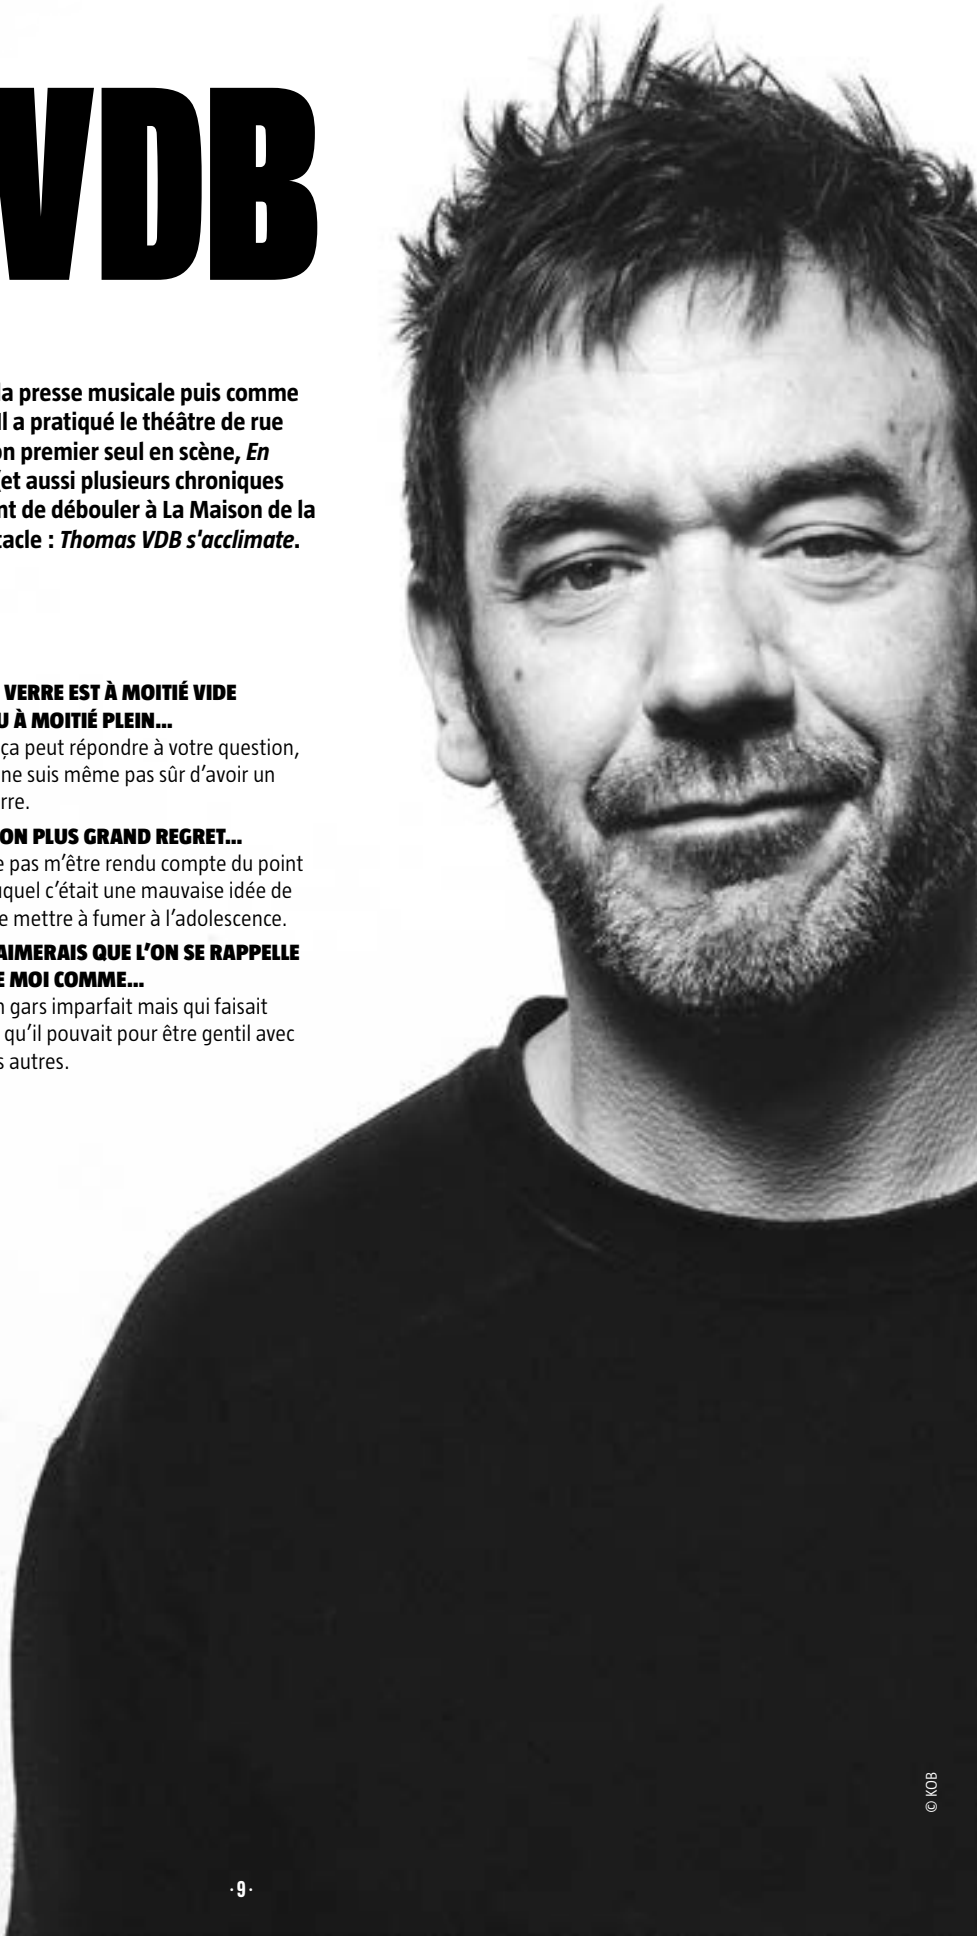 VDB
la presse musicale puis comme
Il a pratiqué le théâtre de rue
on premier seul en scène, En
(et aussi plusieurs chroniques
nt de débouler à La Maison de la
acle : Thomas VDB s'acclimate.
VERRE EST À MOITIÉ VIDE
U À MOITIÉ PLEIN...
ça peut répondre à votre question,
ne suis même pas sûr d’avoir un
rre.
ON PLUS GRAND REGRET...
e pas m’être rendu compte du point
uquel c’était une mauvaise idée de
e mettre à fumer à l’adolescence.
AIMERAIS QUE L’ON SE RAPPELLE
E MOI COMME...
n gars imparfait mais qui faisait
qu’il pouvait pour être gentil avec
s autres.
© KOB
·9·